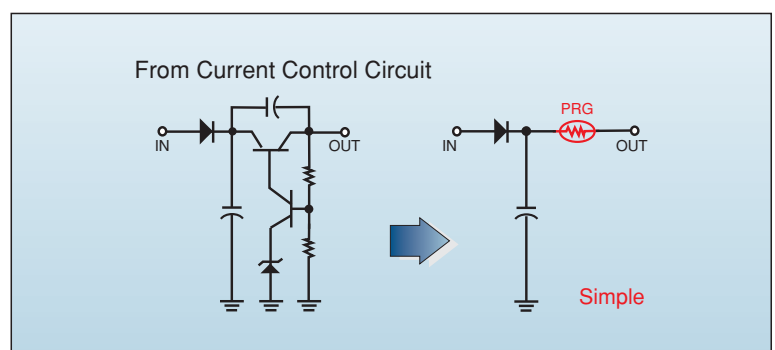 From Current Control Circuit
IN
OUT
PRG
IN
OUT
Simple